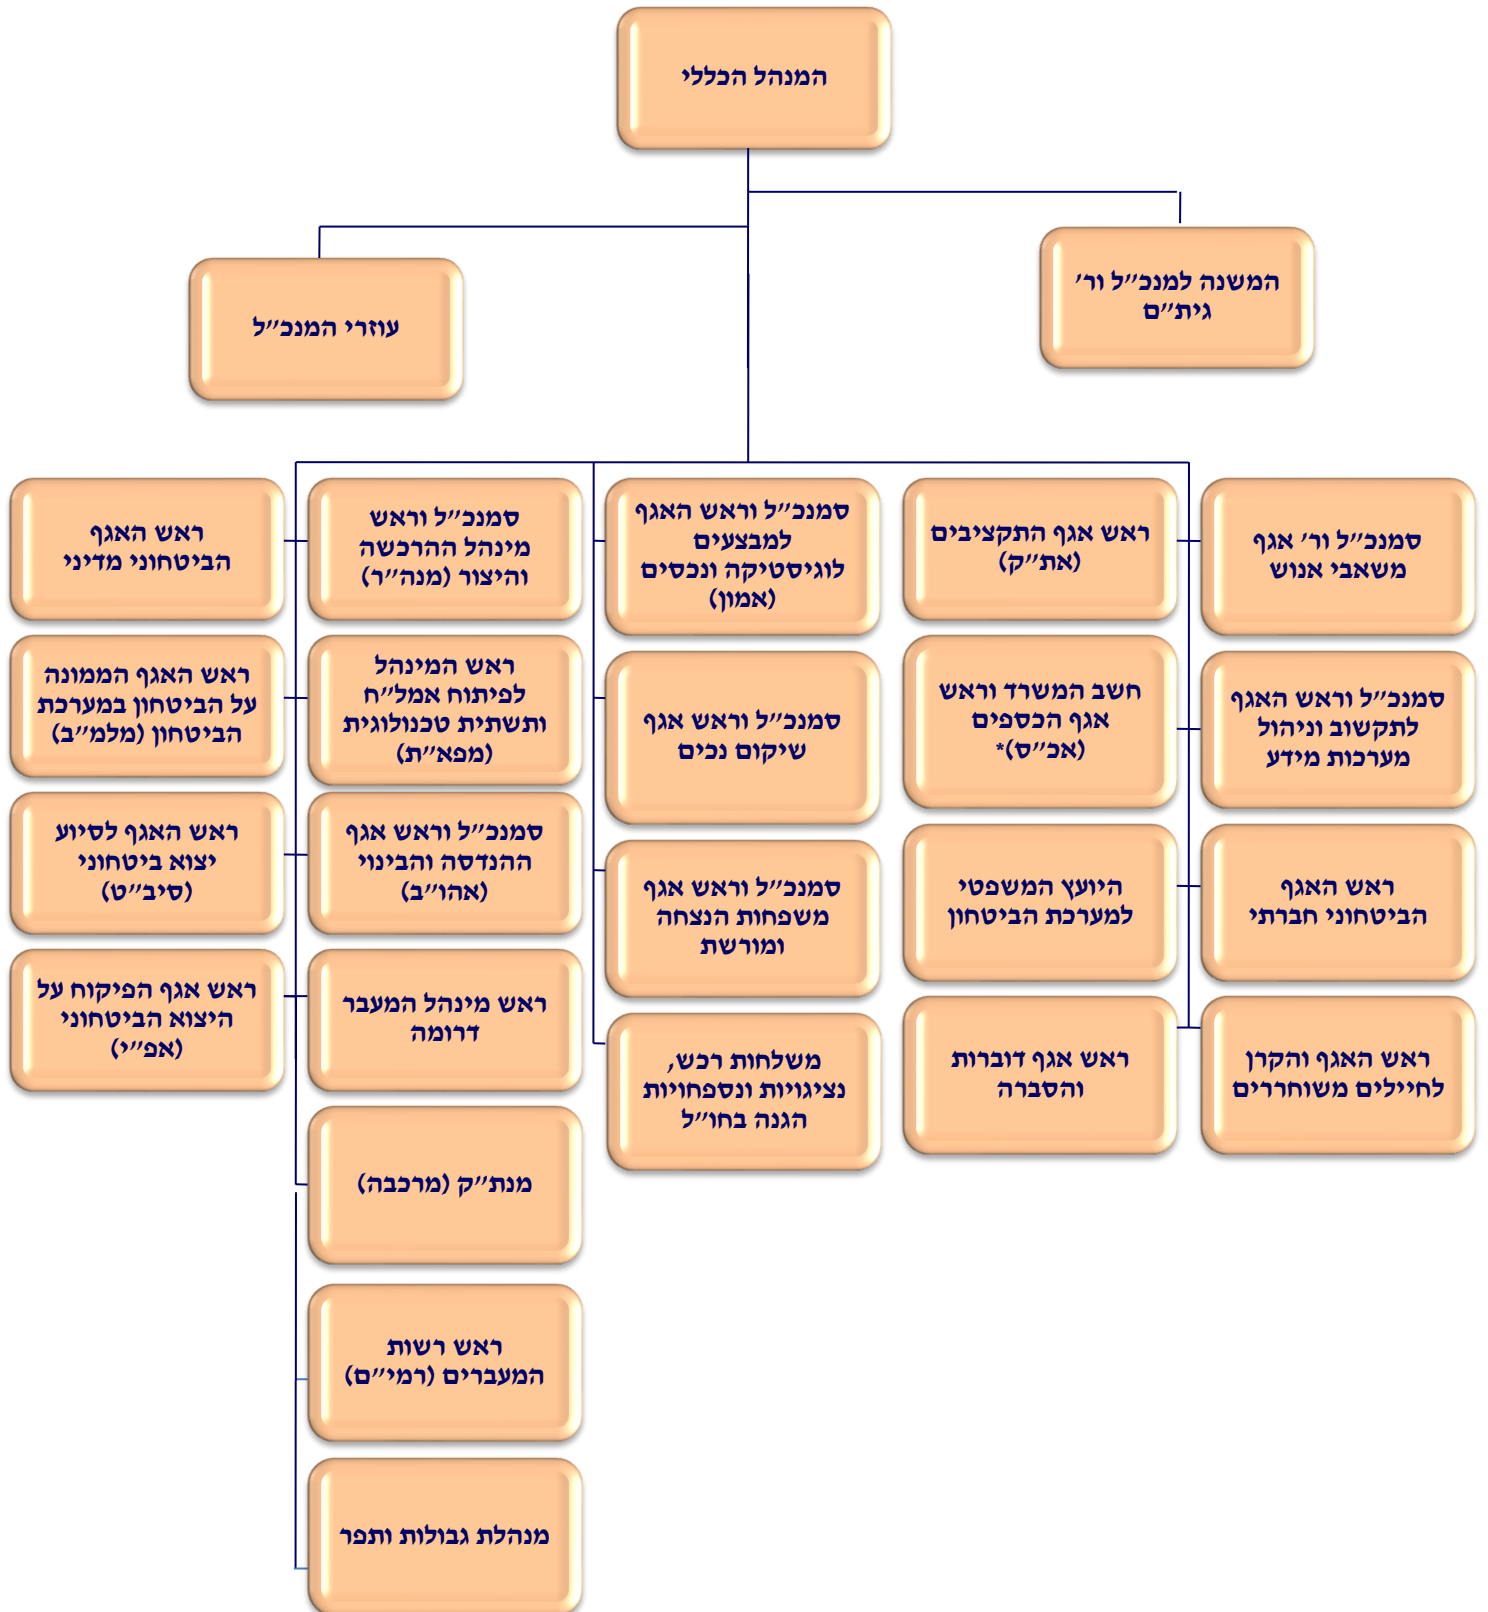 המנהל הכללי
המשנה למנכ״ל ור׳
גית״ם
עוזרי המנכ״ל
סמנכ״ל ור׳ אגף
משאבי אנוש
סמנכ״ל וראש האגף
לתקשוב וניהול
מערכות מידע
ראש האגף
הביטחוני חברתי
ראש האגף והקרן
לחיילים משוחררים
ראש אגף התקציבים
(את״ק)
חשב המשרד וראש
אגף הכספים
(אכ״ס)*
היועץ המשפטי
למערכת הביטחון
ראש אגף דוברות
והסברה
סמנכ״ל וראש האגף
למבצעים
לוגיסטיקה ונכסים
(אמון)
סמנכ״ל וראש אגף
שיקום נכים
סמנכ״ל וראש אגף
משפחות הנצחה
ומורשת
משלחות רכש,
נציגויות ונספחויות
הגנה בחו״ל
סמנכ״ל וראש
מינהל ההרכשה
והיצור (מנה״ר)
ראש המינהל
לפיתוח אמל״ח
ותשתית טכנולוגית
(מפא״ת)
סמנכ״ל וראש אגף
ההנדסה והבינוי
(אהו״ב)
ראש מינהל המעבר
דרומה
מנת״ק (מרכבה)
ראש רשות
המעברים (רמי״ם)
מנהלת גבולות ותפר
ראש האגף
הביטחוני מדיני
ראש האגף הממונה
על הביטחון במערכת
הביטחון (מלמ״ב)
ראש האגף לסיוע
יצוא ביטחוני
(סיב״ט)
ראש אגף הפיקוח על
היצוא הביטחוני
(אפ״י)